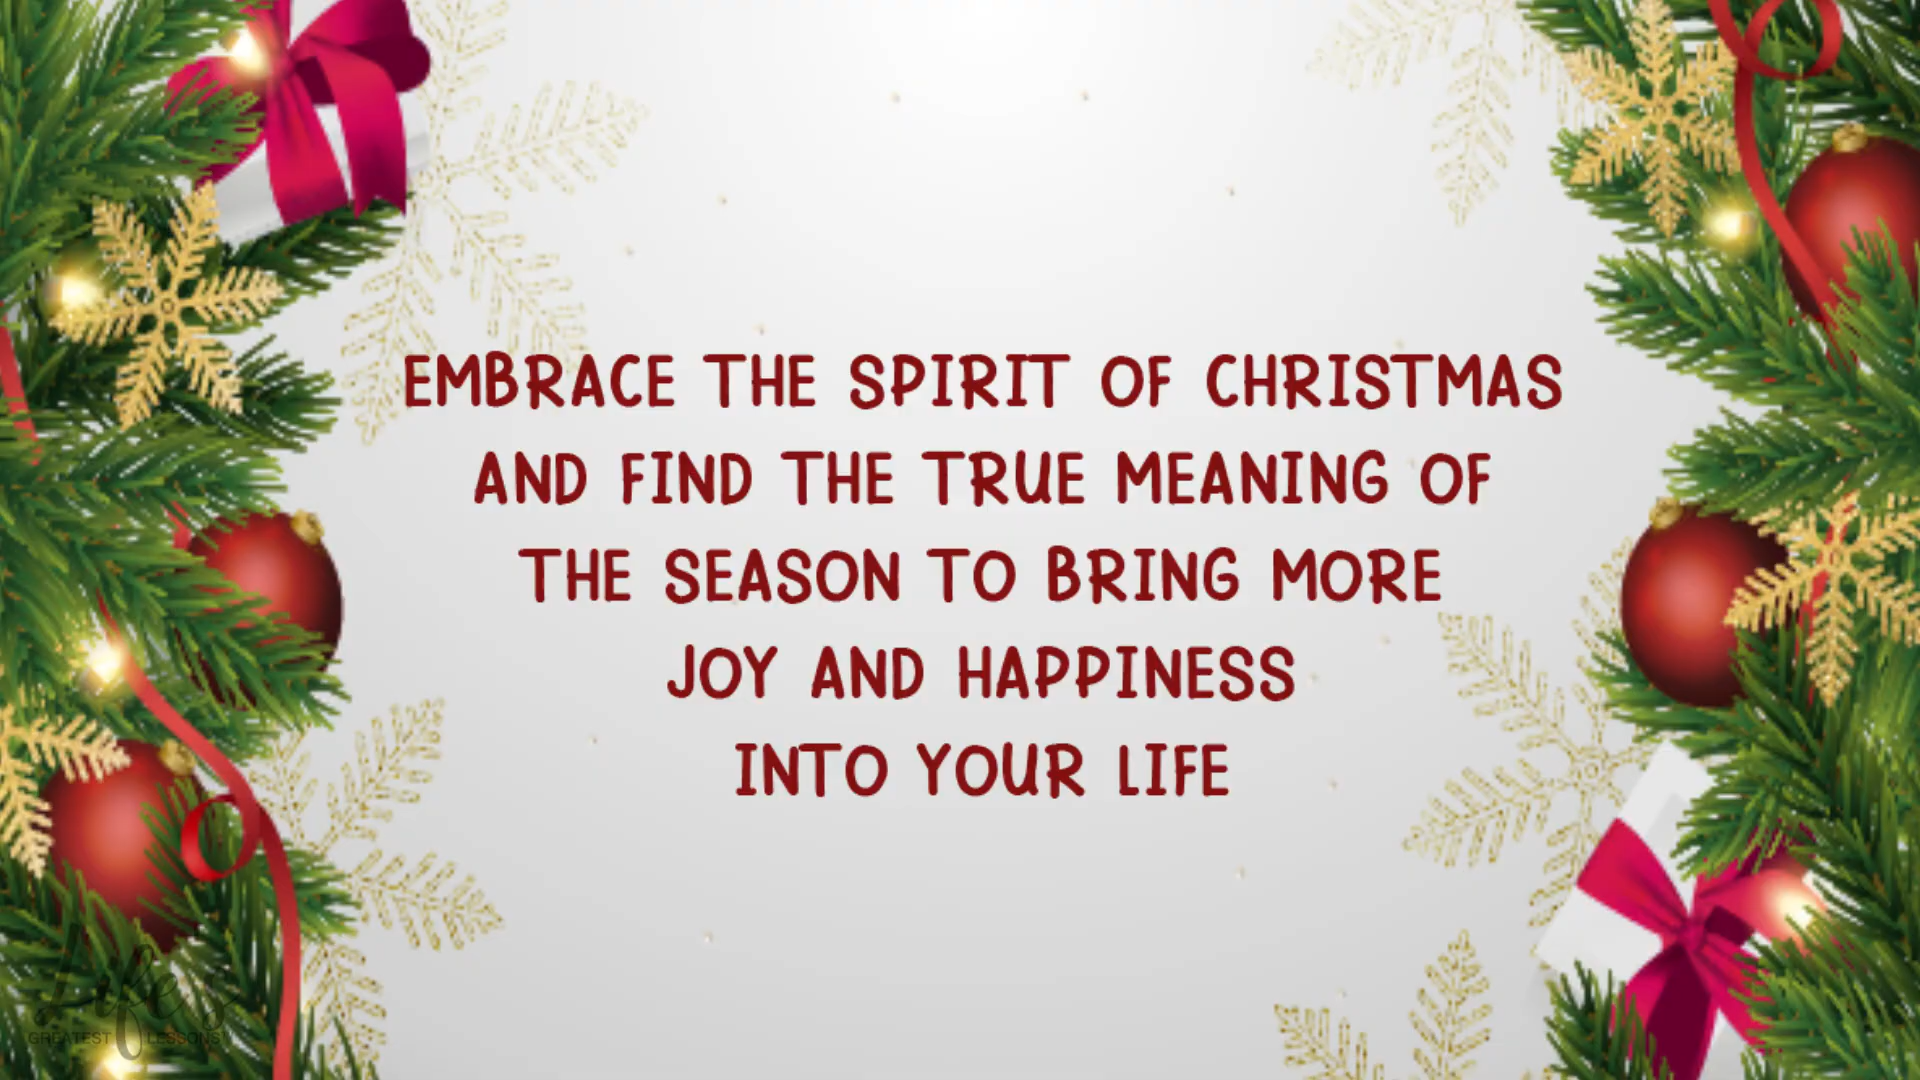 EMBRACE THE SPIRIT OF CHRISTMAS
AND FIND THE TRUE MEANING OF
THE SEASON TO BRING MORE
JOY AND HAPPINESS
INTO YOUR LIFE
Life's
GREATEST LESSONS